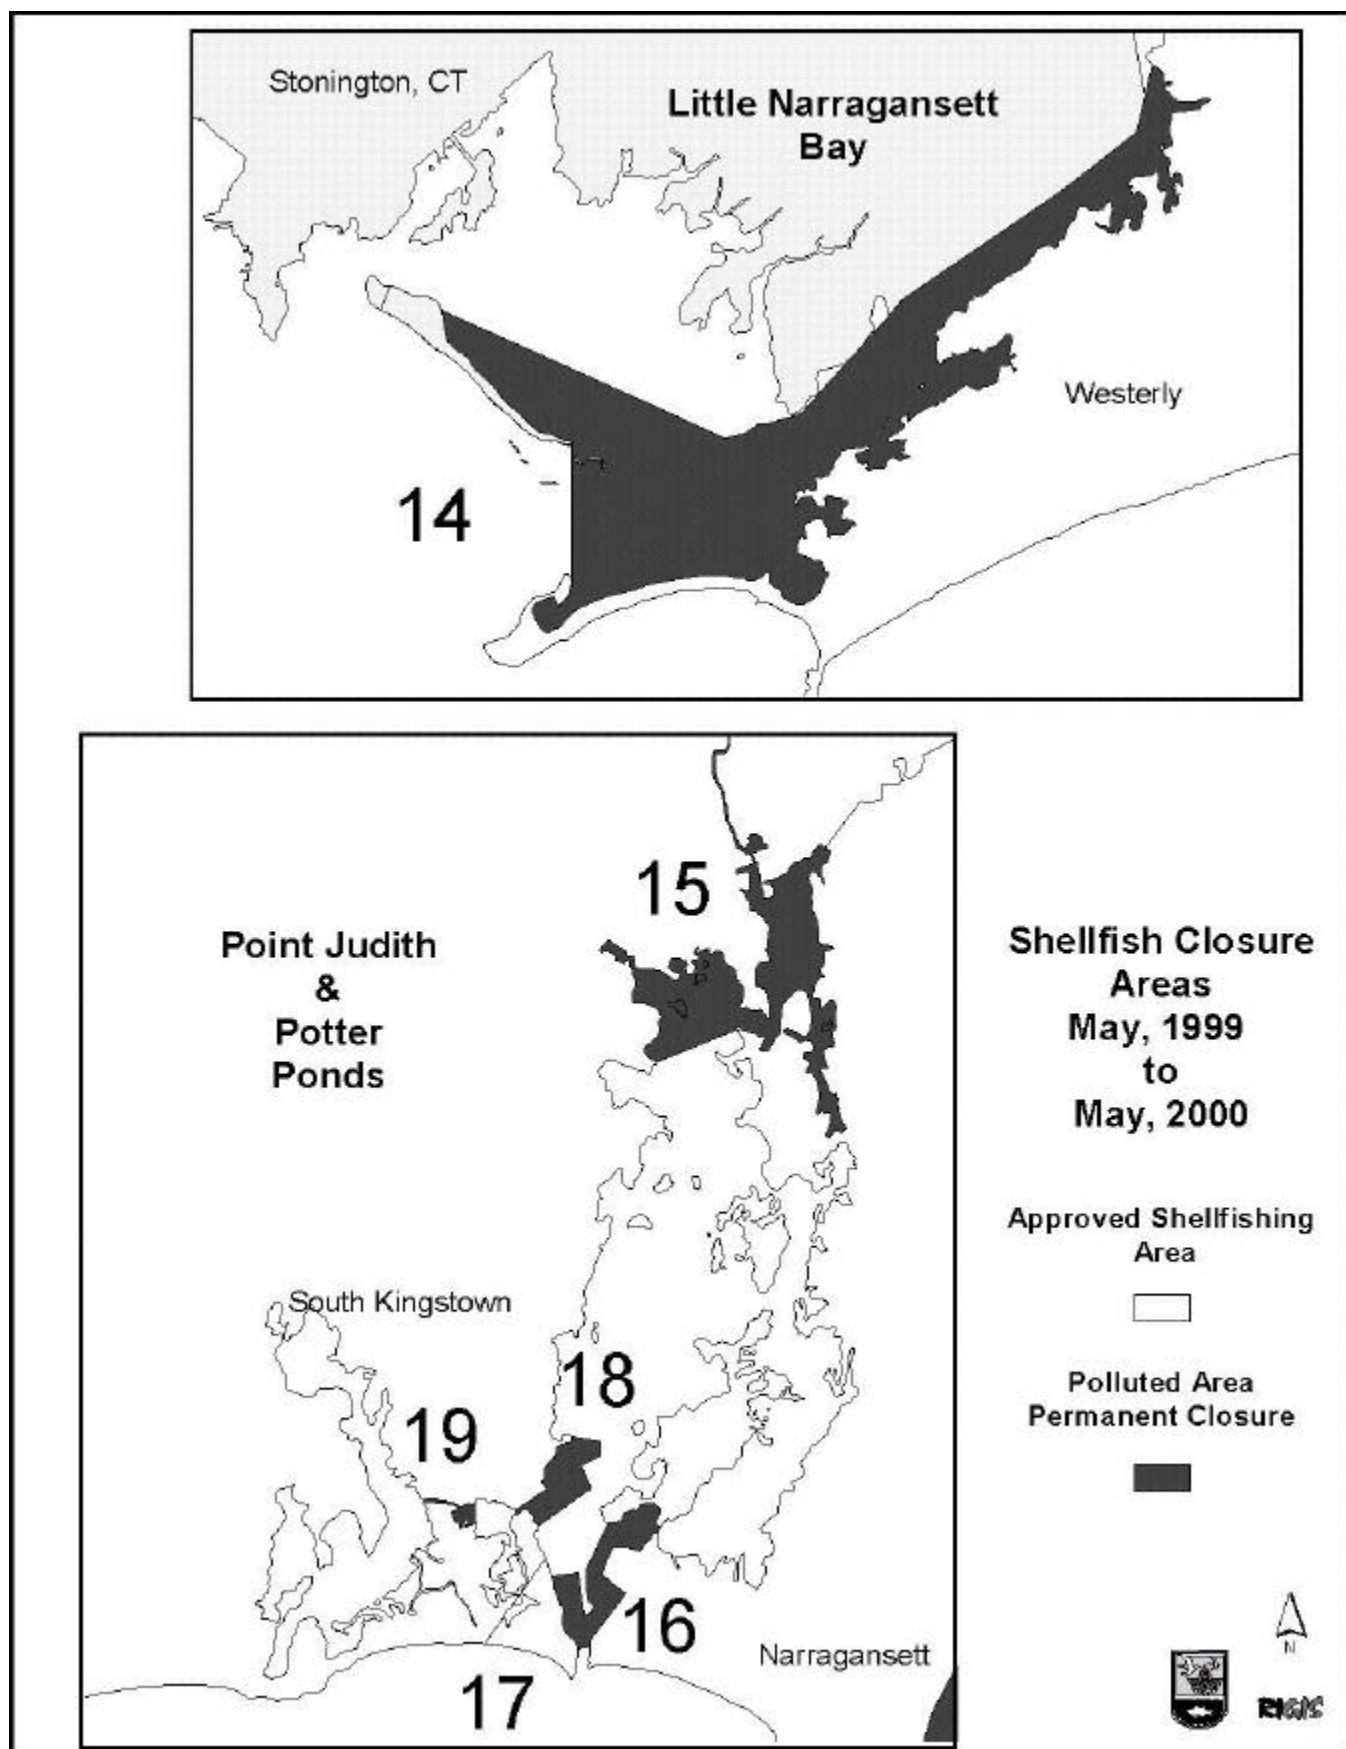 Stonington, CT
Little Narragansett
Bay
Westerly
14
15
Point Judith
&
Potter
Ponds
Shellfish Closure
Areas
May, 1999
to
May, 2000
Approved Shellfishing
Area
South Kingstown
18
Polluted Area
Permanent Closure
19
16
Narragansett
17
N
RIGIS